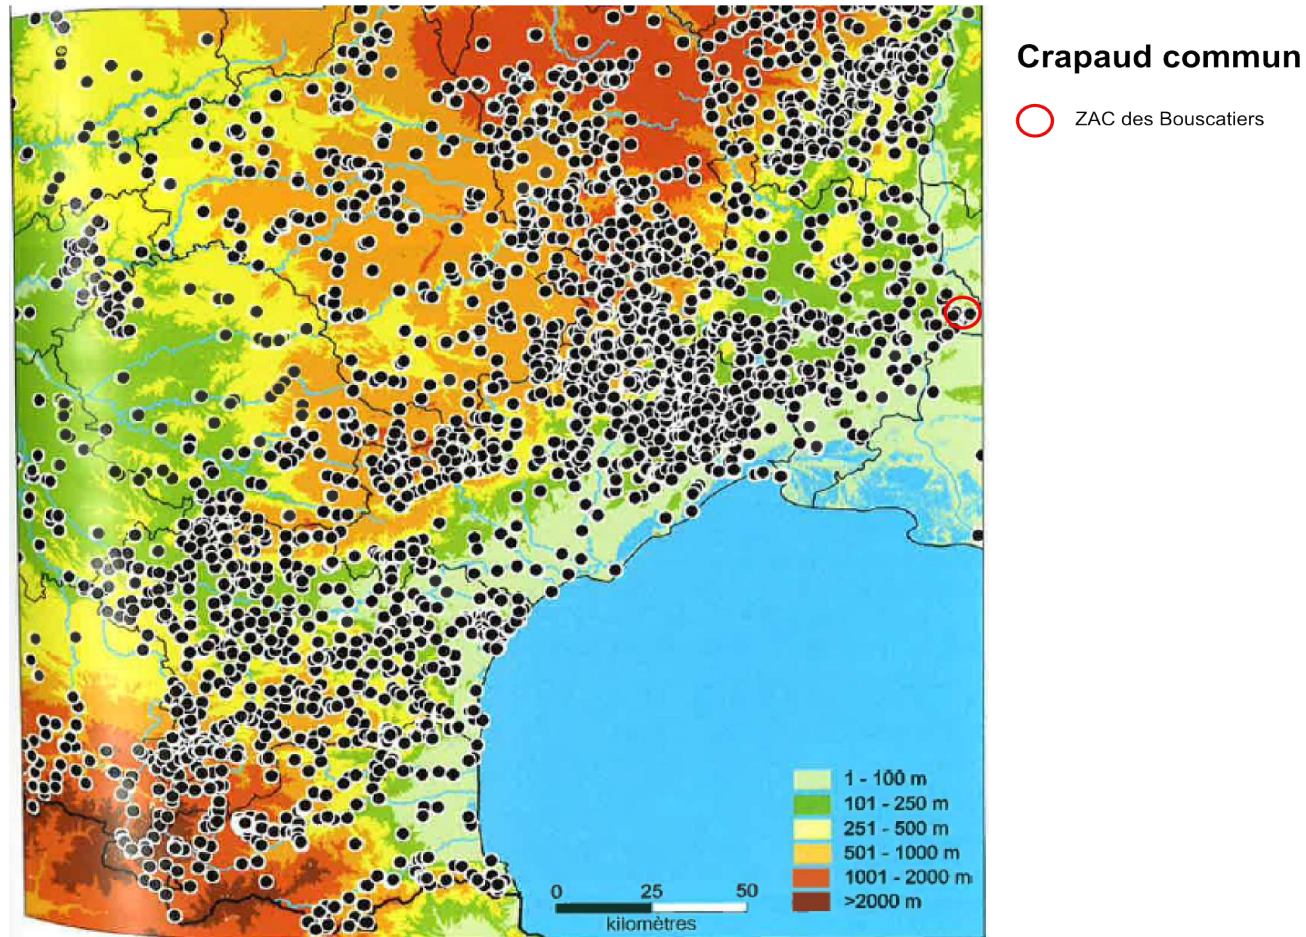 Crapaud commun
ZAC des Bouscatiers
1 - 100 m
101 - 250 m
251 - 500 m
501 - 1000 m
1001 - 2000 m
>2000 m
0 25 50
kilomètres